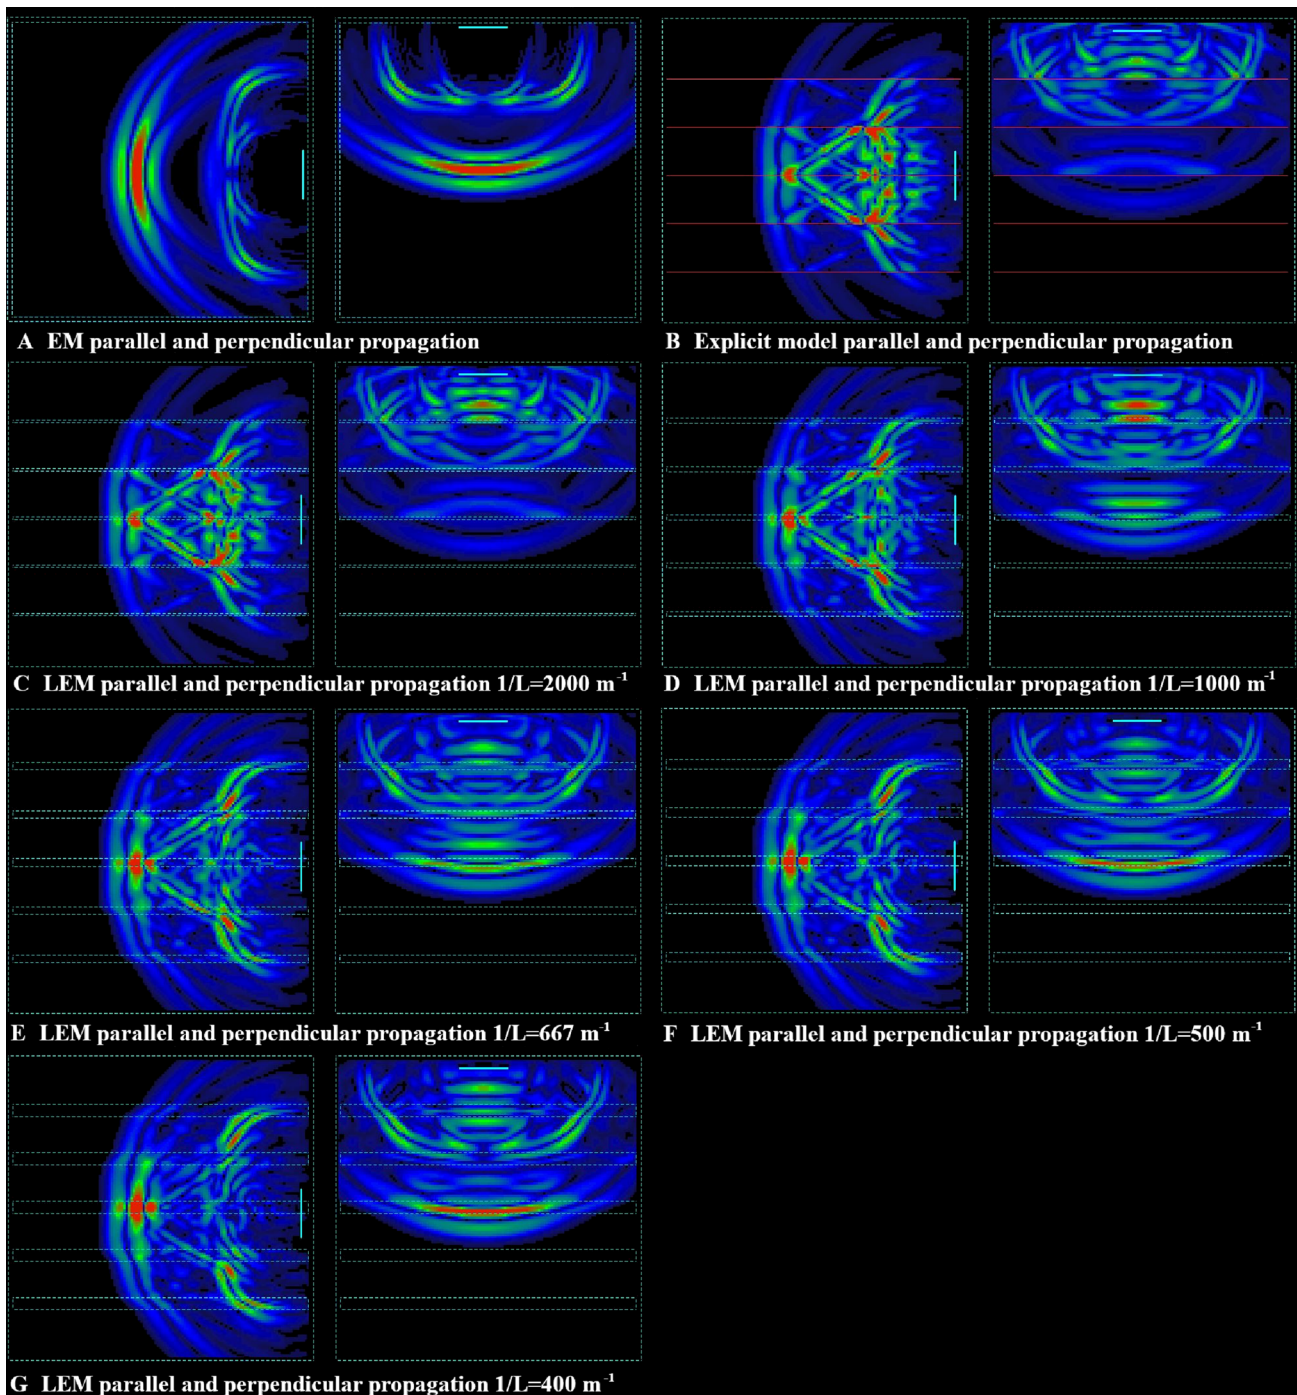 A EM parallel and perpendicular propagation
B Explicit model parallel and perpendicular propagation
C LEM parallel and perpendicular propagation 1/L=2000 m⁻¹
D LEM parallel and perpendicular propagation 1/L=1000 m⁻¹
E LEM parallel and perpendicular propagation 1/L=667 m⁻¹
F LEM parallel and perpendicular propagation 1/L=500 m⁻¹
G LEM parallel and perpendicular propagation 1/L=400 m⁻¹